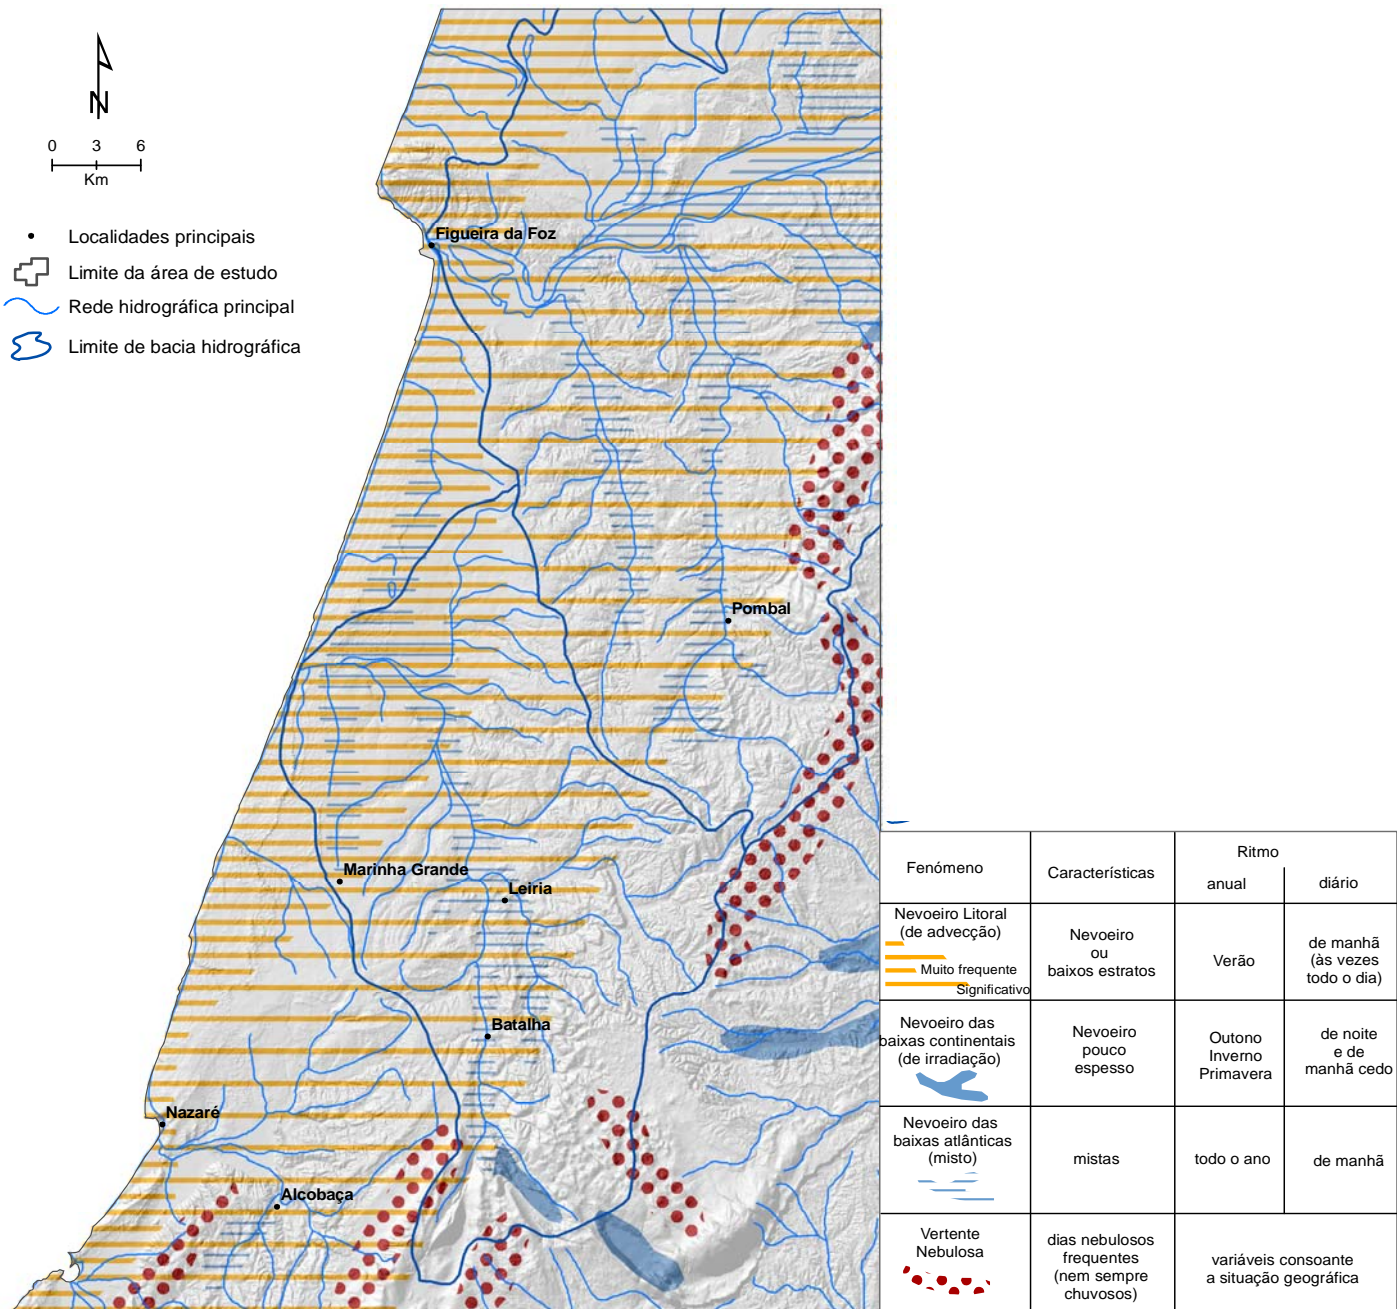 N
0 3 6
Km
Localidades principais
Limite da área de estudo
Rede hidrográfica principal
Limite de bacia hidrográfica
Figueira da Foz
Pombal
Marinha Grande
Leiria
Batalha
Nazaré
Alcobaça
Fenómeno
Características
Ritmo
anual
diário
Nevoeiro Litoral
(de advecção)
Muito frequente
Significativo
Nevoeiro
ou
baixos estratos
Verão
de manhã
(às vezes
todo o dia)
Nevoeiro das
baixas continentais
(de irradiação)
Nevoeiro
pouco
espesso
Outono
Inverno
Primavera
de noite
e de
manhã cedo
Nevoeiro das
baixas atlânticas
(misto)
mistas
todo o ano
de manhã
Vertente
Nebulosa
dias nebulosos
frequentes
(nem sempre
chuvosos)
variáveis consoante
a situação geográfica